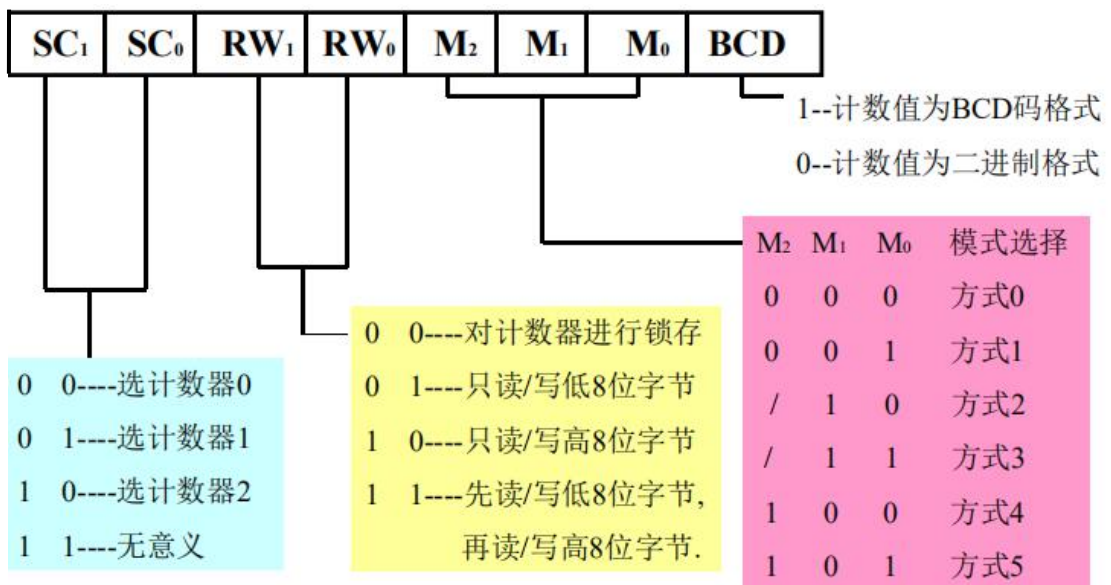 SC₁ SC₀ RW₁ RW₀ M₂ M₁ M₀ BCD
1--计数值为BCD码格式
0--计数值为二进制格式
M₂ M₁ M₀ 模式选择
0 0 0 方式0
0 0 1 方式1
/ 1 0 方式2
/ 1 1 方式3
1 0 0 方式4
1 0 1 方式5
0 0----对计数器进行锁存
0 1----只读/写低8位字节
1 0----只读/写高8位字节
1 1----先读/写低8位字节,
再读/写高8位字节.
0 0----选计数器0
0 1----选计数器1
1 0----选计数器2
1 1----无意义